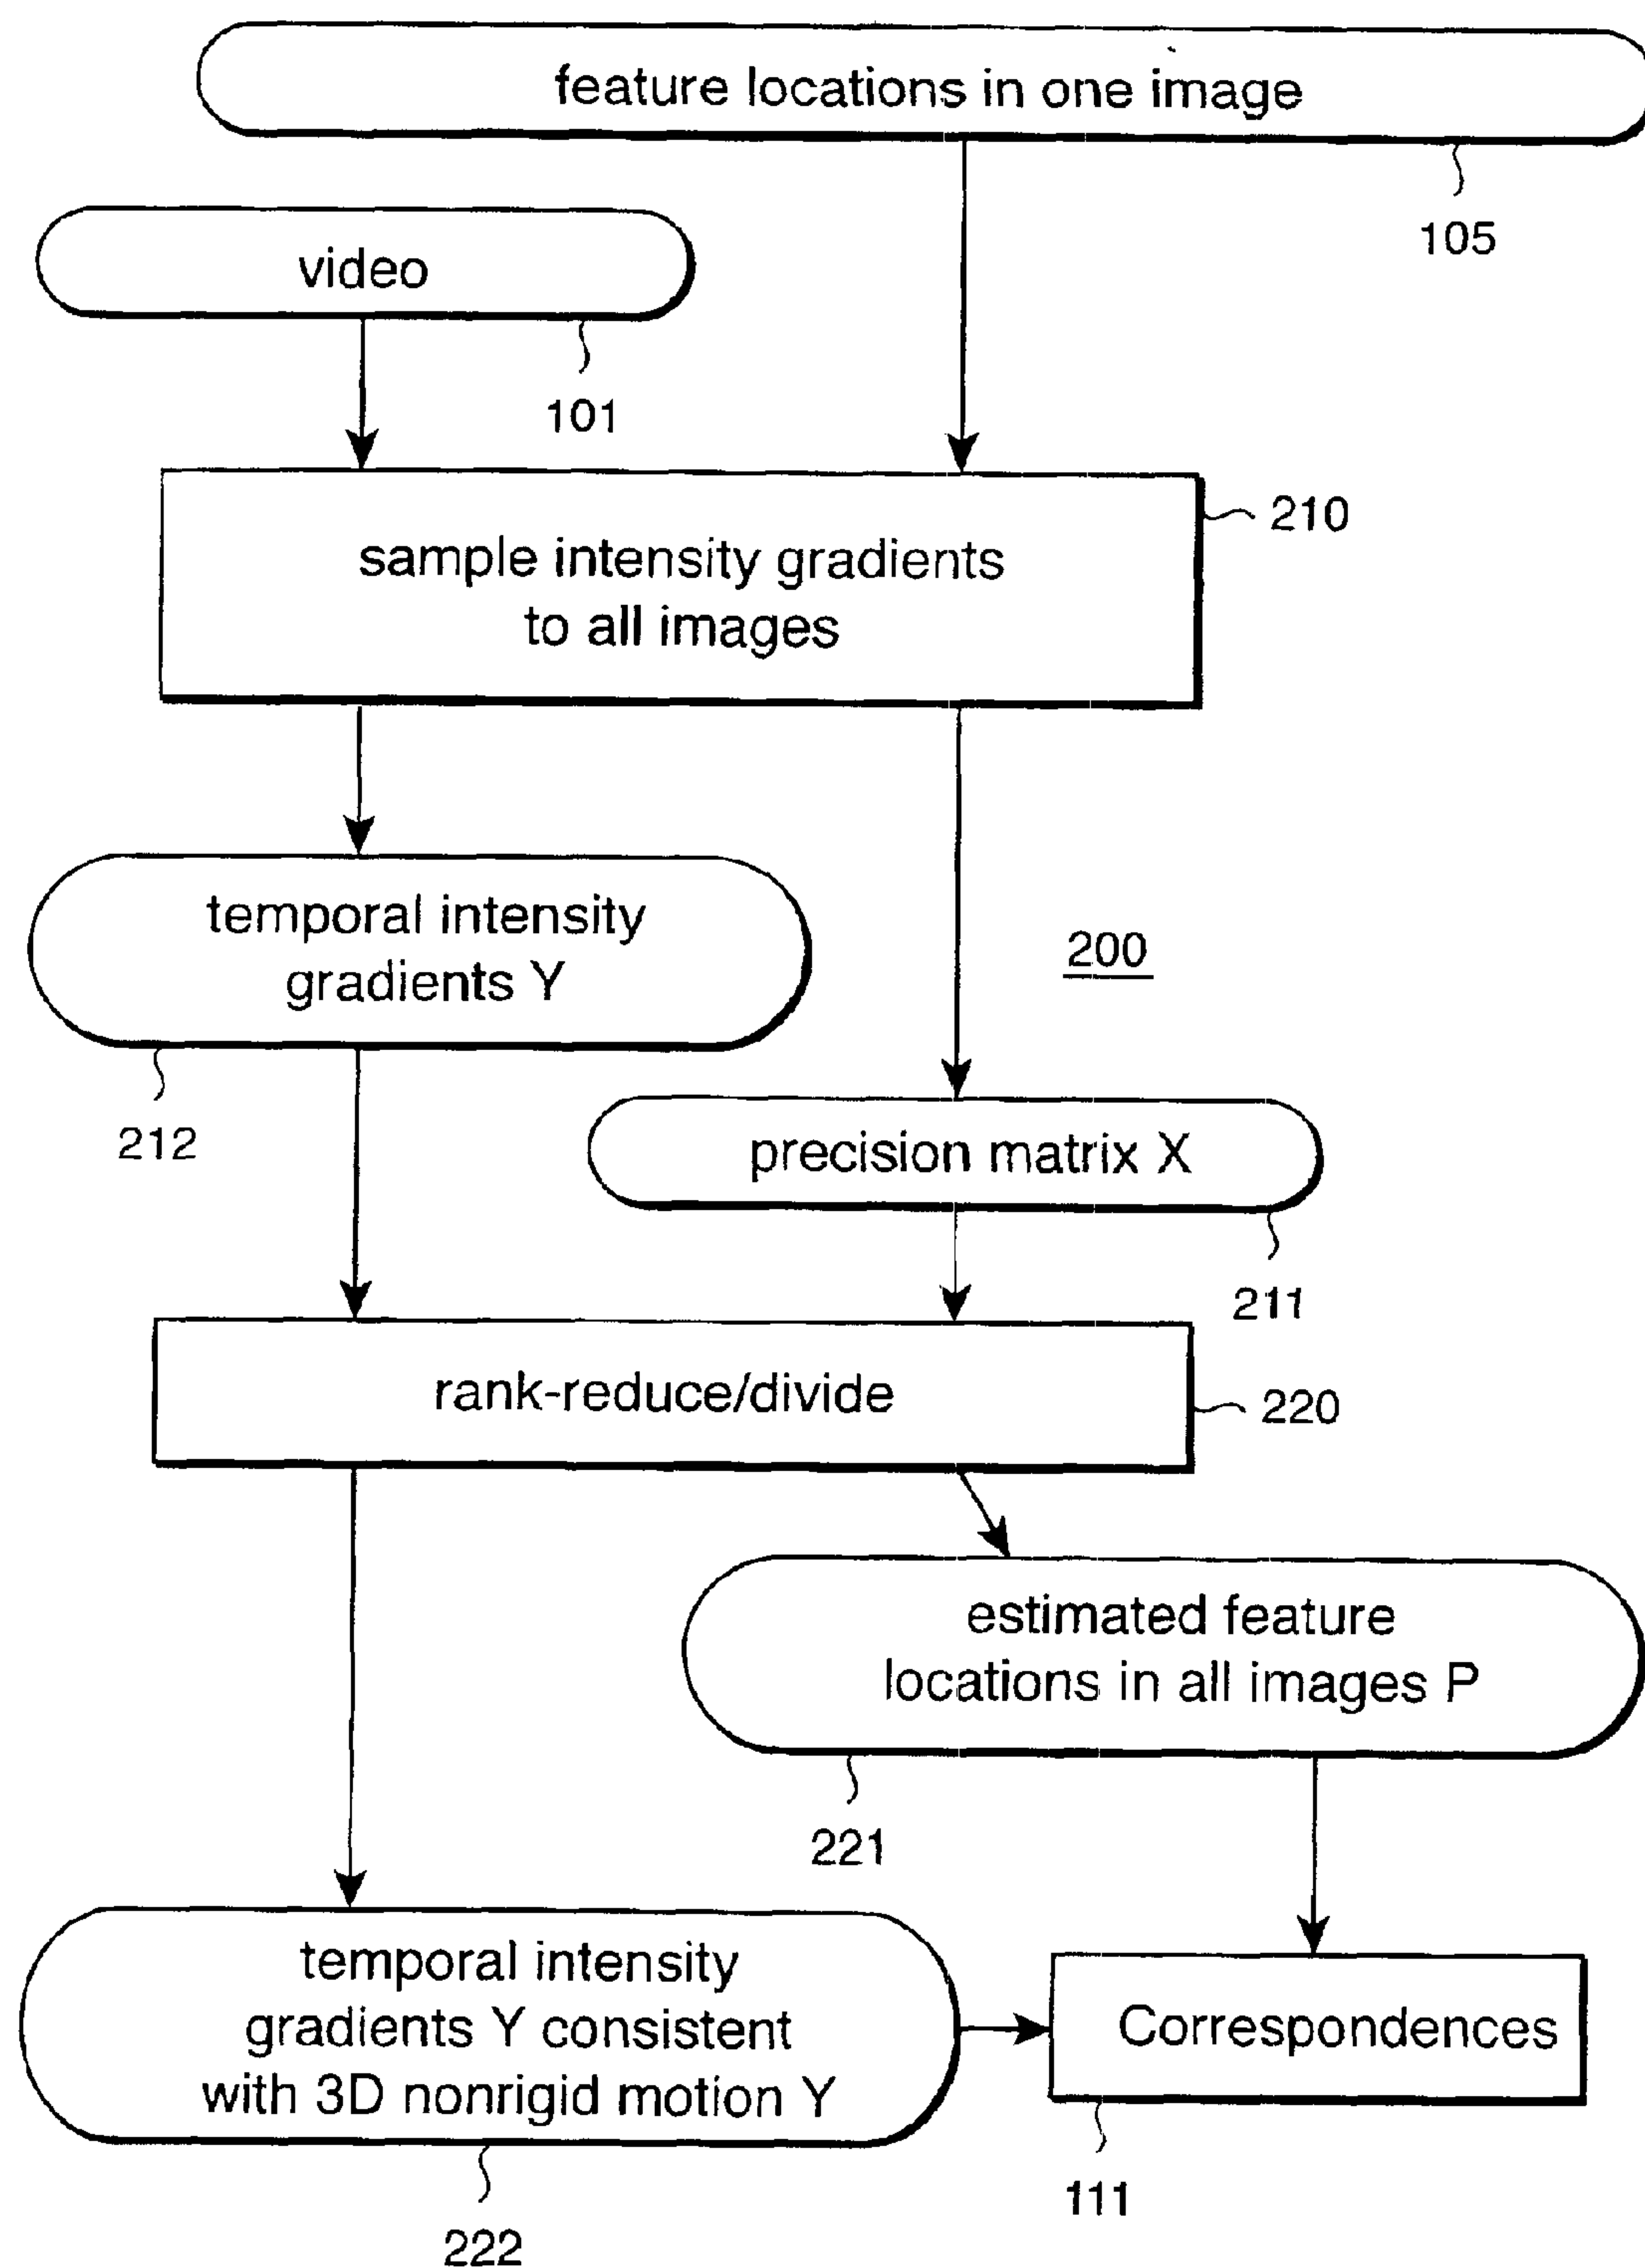 feature locations in one image
105
video
101
sample intensity gradients
to all images
210
temporal intensity
gradients Y
212
200
precision matrix X
211
rank-reduce/divide
220
estimated feature
locations in all images P
221
temporal intensity
gradients Y consistent
with 3D nonrigid motion Y
222
Correspondences
111